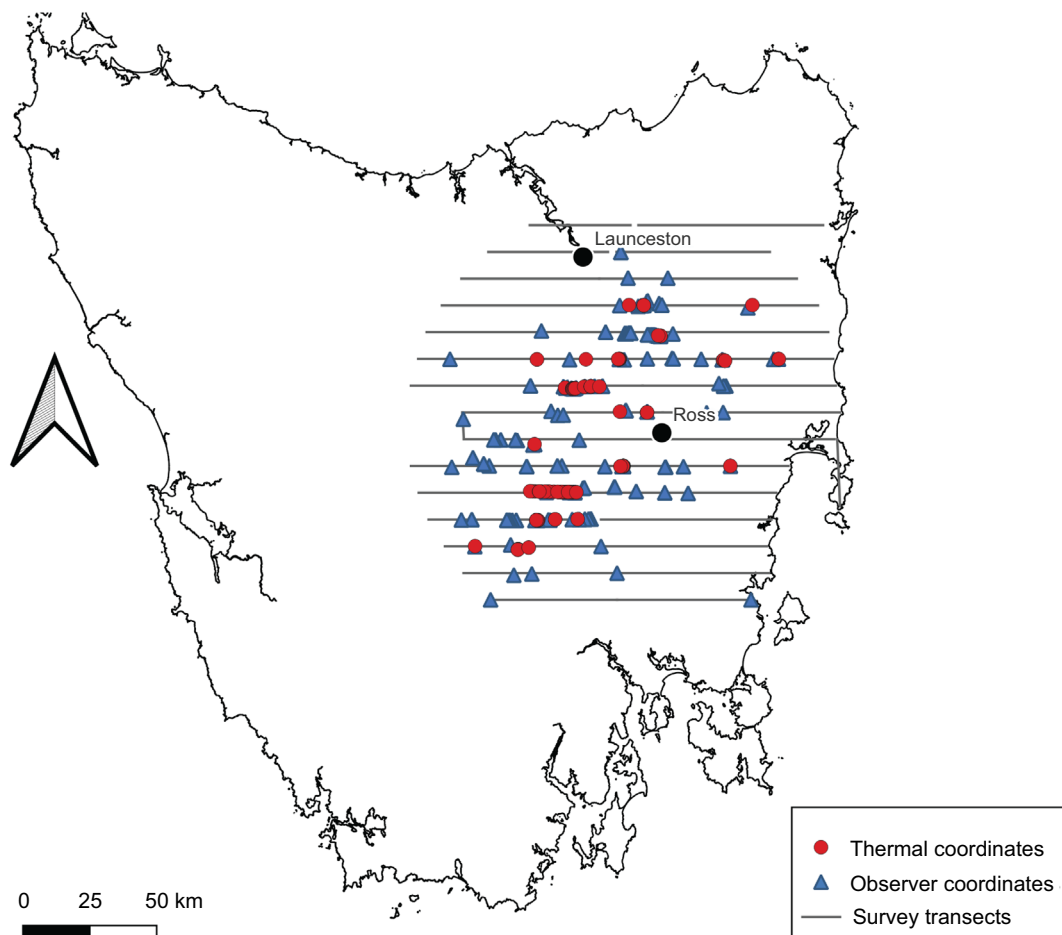 Launceston
Ross
0 25 50 km
Thermal coordinates
Observer coordinates
Survey transects